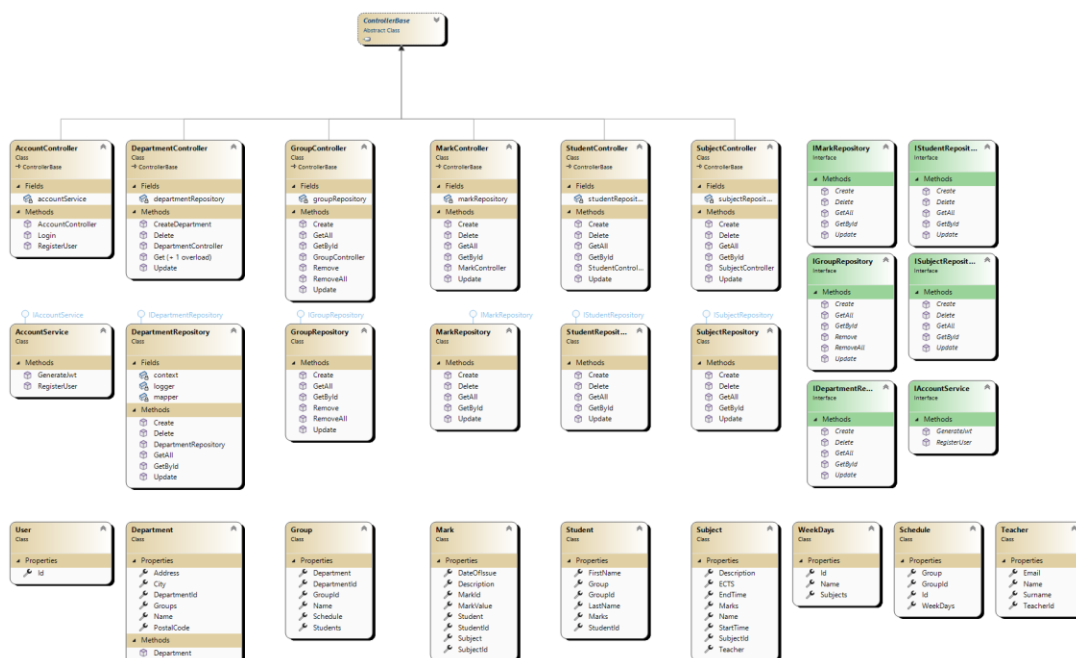 ControllerBase
Abstract Class
AccountController
Class
ControllerBase
Fields
accountService
Methods
AccountController
Login
RegisterUser
DepartmentController
Class
ControllerBase
Fields
departmentRepository
Methods
CreateDepartment
Delete
DepartmentController
Get (+ 1 overload)
Update
GroupController
Class
ControllerBase
Fields
groupRepository
Methods
Create
GetAll
GetById
GroupController
Remove
RemoveAll
Update
MarkController
Class
ControllerBase
Fields
markRepository
Methods
Create
Delete
GetAll
GetById
MarkController
Update
StudentController
Class
ControllerBase
Fields
studentReposit...
Methods
Create
Delete
GetAll
GetById
StudentControl...
Update
SubjectController
Class
ControllerBase
Fields
subjectReposit...
Methods
Create
Delete
GetAll
GetById
SubjectController
Update
IMarkRepository
Interface
Methods
Create
Delete
GetAll
GetById
Update
IStudentReposit...
Interface
Methods
Create
Delete
GetAll
GetById
Update
IGroupRepository
Interface
Methods
Create
GetAll
GetById
Remove
RemoveAll
Update
ISubjectReposit...
Interface
Methods
Create
Delete
GetAll
GetById
Update
IAccountService
AccountService
Class
Methods
GenerateJwt
RegisterUser
IDepartmentRepository
DepartmentRepository
Class
Fields
context
logger
mapper
Methods
Create
Delete
DepartmentRepository
GetAll
GetById
Update
IGroupRepository
GroupRepository
Class
Methods
Create
GetAll
GetById
Remove
RemoveAll
Update
IMarkRepository
MarkRepository
Class
Methods
Create
Delete
GetAll
GetById
Update
IStudentRepository
StudentReposit...
Class
Methods
Create
Delete
GetAll
GetById
Update
ISubjectRepository
SubjectRepository
Class
Methods
Create
Delete
GetAll
GetById
Update
IDepartmentRe...
Interface
Methods
Create
Delete
GetAll
GetById
Update
IAccountService
Interface
Methods
GenerateJwt
RegisterUser
User
Class
Properties
Id
Department
Class
Properties
Address
City
DepartmentId
Groups
Name
PostalCode
Methods
Department
Group
Class
Properties
Department
DepartmentId
GroupId
Name
Schedule
Students
Mark
Class
Properties
DateOfIssue
Description
MarkId
MarkValue
Student
StudentId
Subject
SubjectId
Student
Class
Properties
FirstName
Group
GroupId
LastName
Marks
StudentId
Subject
Class
Properties
Description
ECTS
EndTime
Marks
Name
StartTime
SubjectId
Teacher
WeekDays
Class
Properties
Id
Name
Subjects
Schedule
Class
Properties
Group
GroupId
Id
WeekDays
Teacher
Class
Properties
Email
Name
Surname
TeacherId